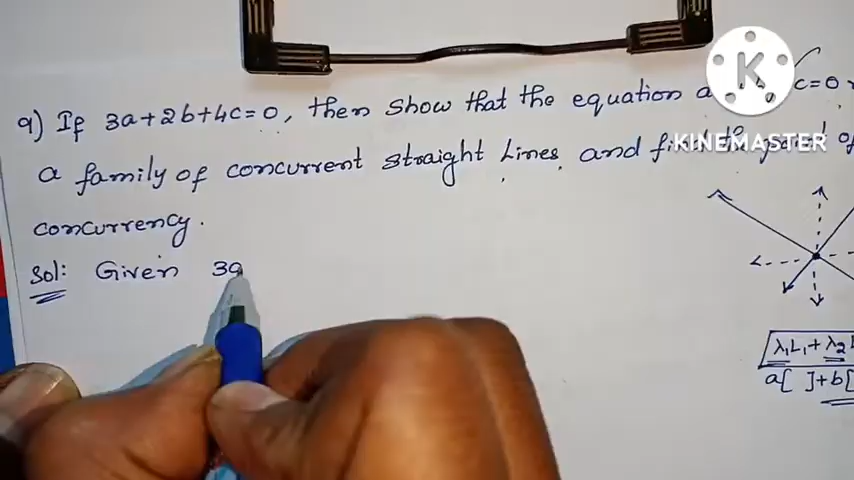 9) If 3a+2b+4c=0, then show that the equation a c=0
a family of concurrent straight Lines and find of
concurrency.
Sol: Given 3a
λ₁L₁+λ₂
a[ ]+b[
K
KINEMASTER